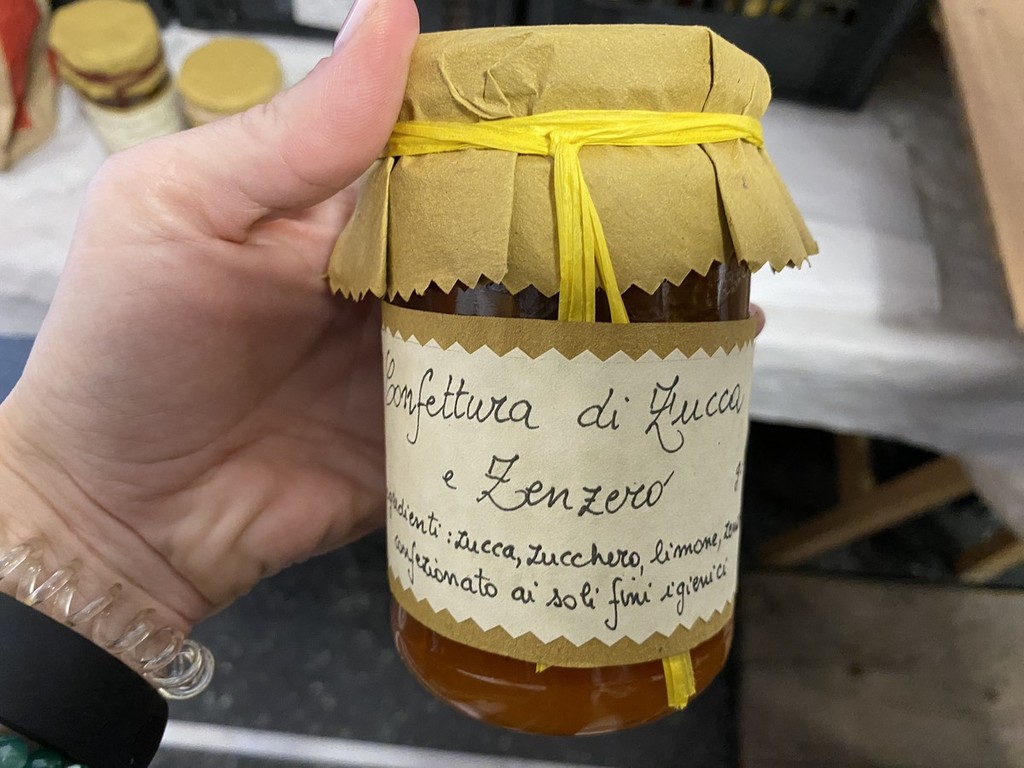 Confettura di Zucca
e Zenzero
Ingredienti: zucca, zucchero, limone,
confezionato ai soli fini igienici